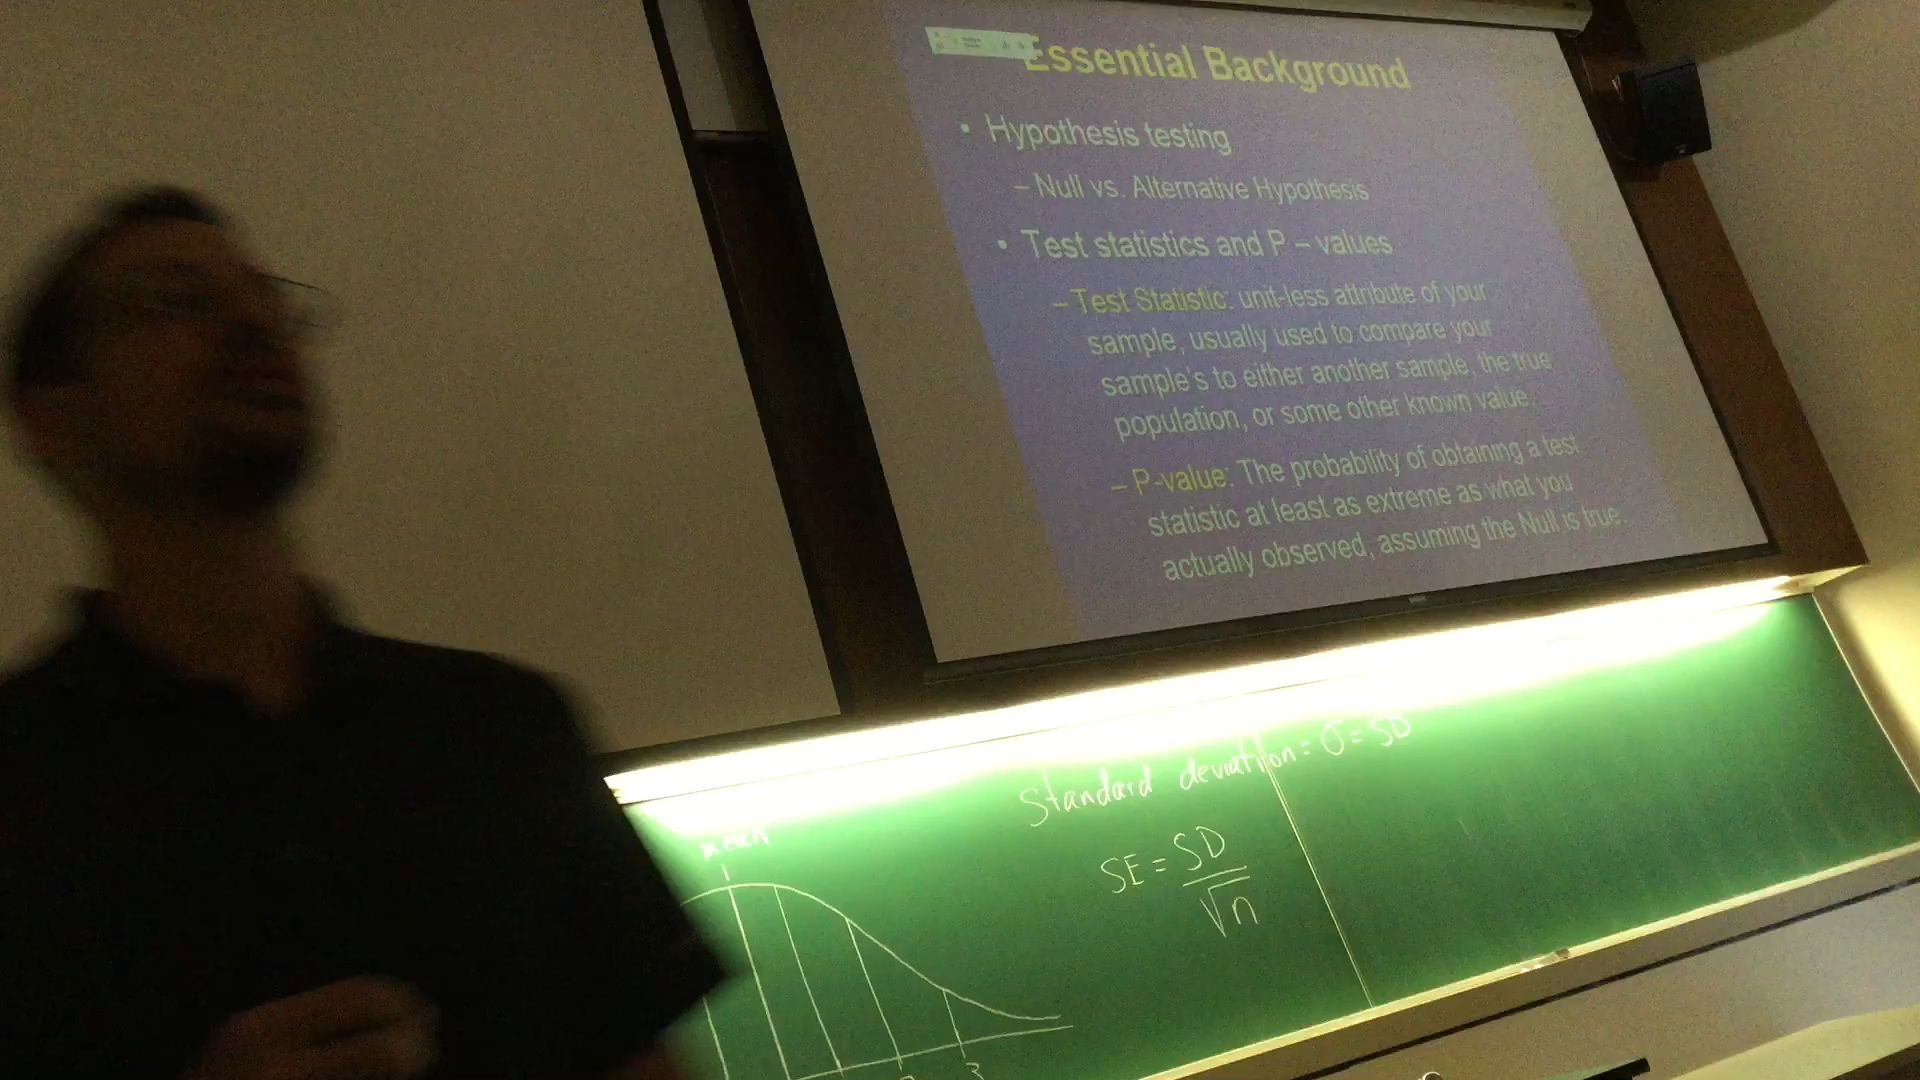 Essential Background
• Hypothesis testing
– Null vs. Alternative Hypothesis
• Test statistics and P – values
– Test Statistic: unit-less attribute of your
sample, usually used to compare your
sample's to either another sample, the true
population, or some other known value.
– P-value: The probability of obtaining a test
statistic at least as extreme as what you
actually observed, assuming the Null is true.
Standard deviation = σ = SD
SE = SD
√n
mean
3